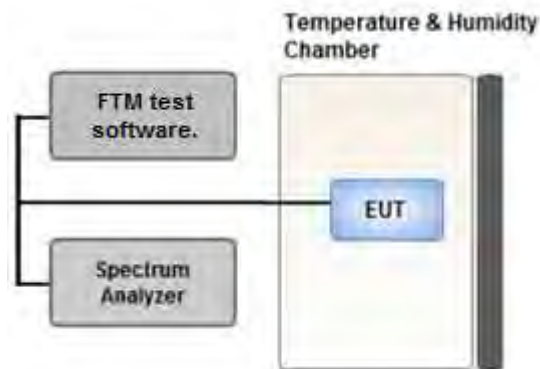 Temperature & Humidity
Chamber
FTM test
software.
EUT
Spectrum
Analyzer